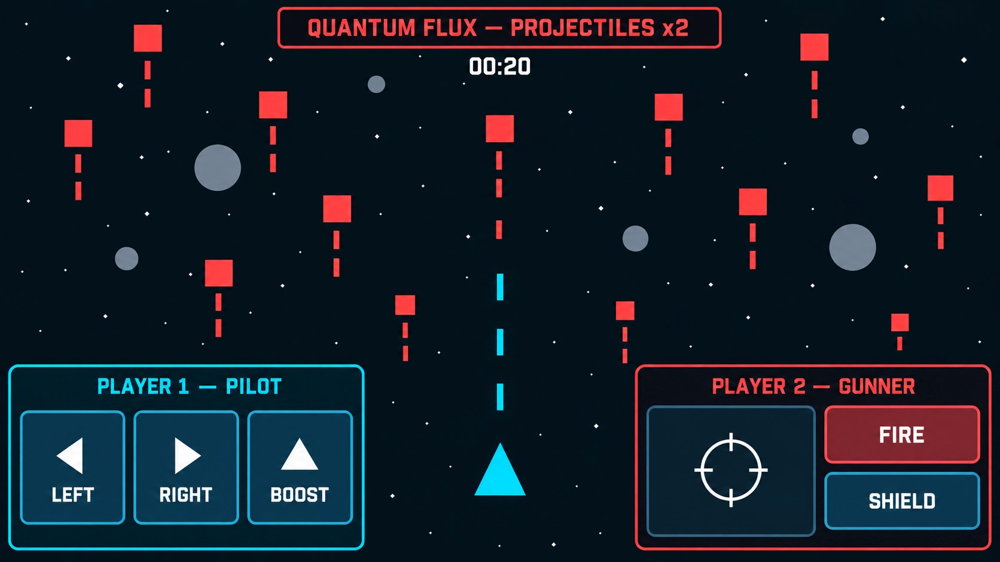 QUANTUM FLUX — PROJECTILES x2
00:20
PLAYER 1 — PILOT
LEFT
RIGHT
BOOST
PLAYER 2 — GUNNER
FIRE
SHIELD